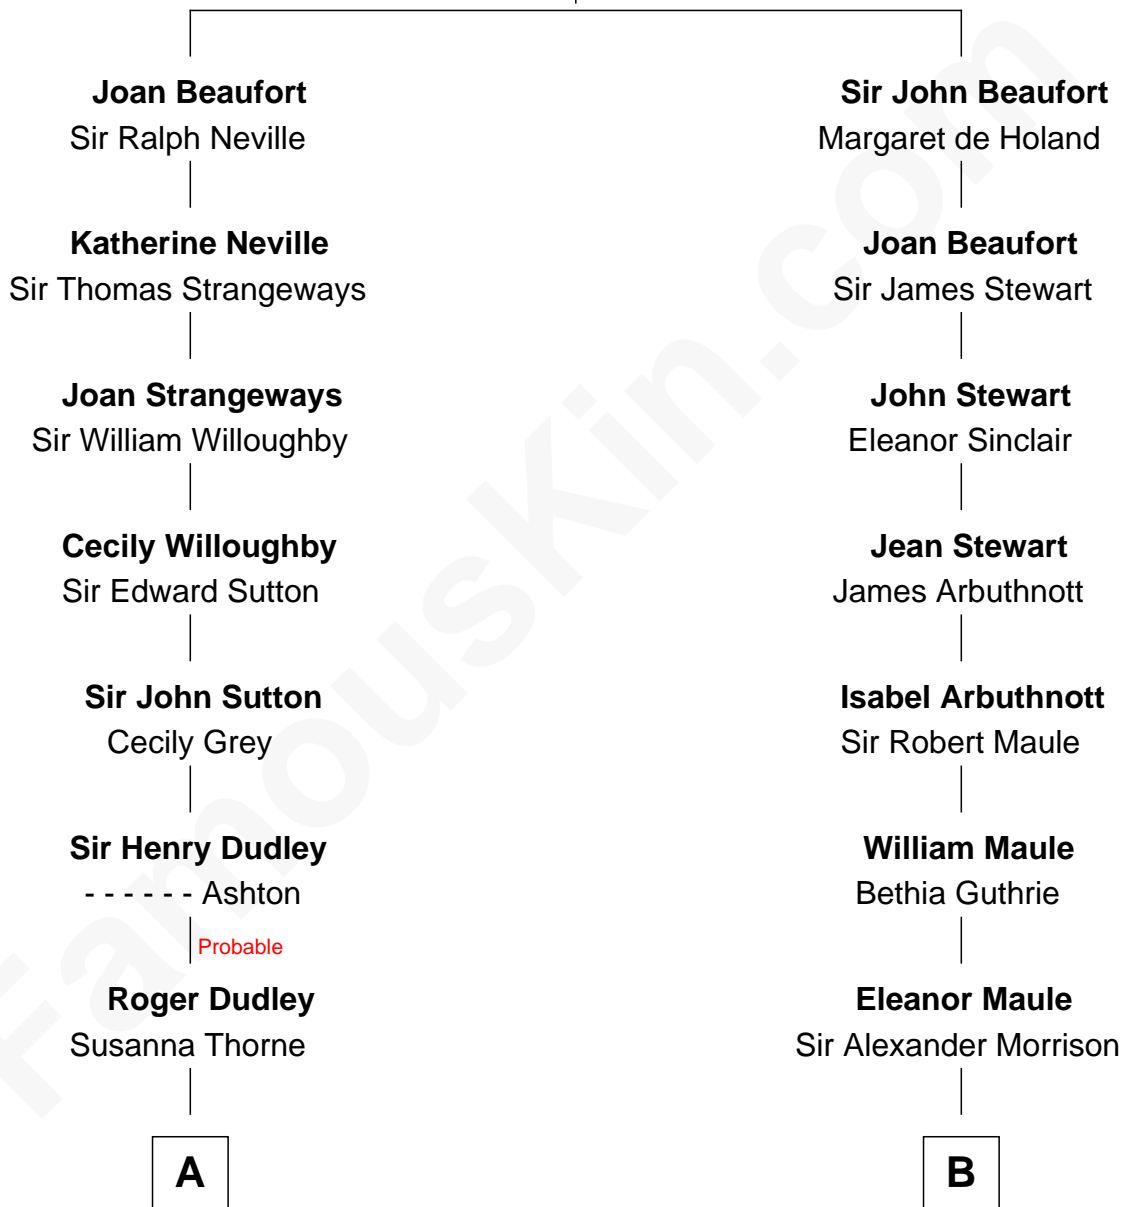 Joan Beaufort
Sir Ralph Neville
Katherine Neville
Sir Thomas Strangeways
Joan Strangeways
Sir William Willoughby
Cecily Willoughby
Sir Edward Sutton
Sir John Sutton
Cecily Grey
Sir Henry Dudley
- - - - - - Ashton
Probable
Roger Dudley
Susanna Thorne
A
Sir John Beaufort
Margaret de Holand
Joan Beaufort
Sir James Stewart
John Stewart
Eleanor Sinclair
Jean Stewart
James Arbuthnott
Isabel Arbuthnott
Sir Robert Maule
William Maule
Bethia Guthrie
Eleanor Maule
Sir Alexander Morrison
B
FamousKin.com